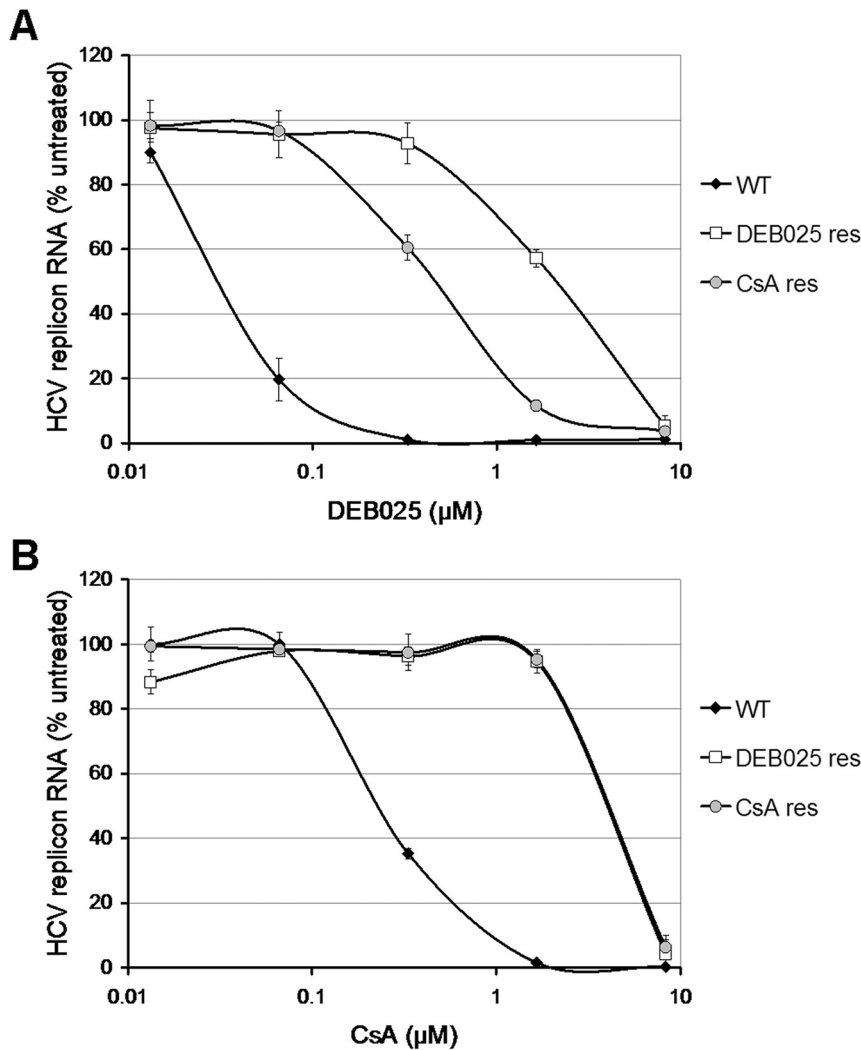 A
HCV replicon RNA (% untreated)
120
100
80
60
40
20
0
0.01 0.1 1 10
DEB025 (µM)
WT
DEB025 res
CsA res
B
HCV replicon RNA (% untreated)
120
100
80
60
40
20
0
0.01 0.1 1 10
CsA (µM)
WT
DEB025 res
CsA res